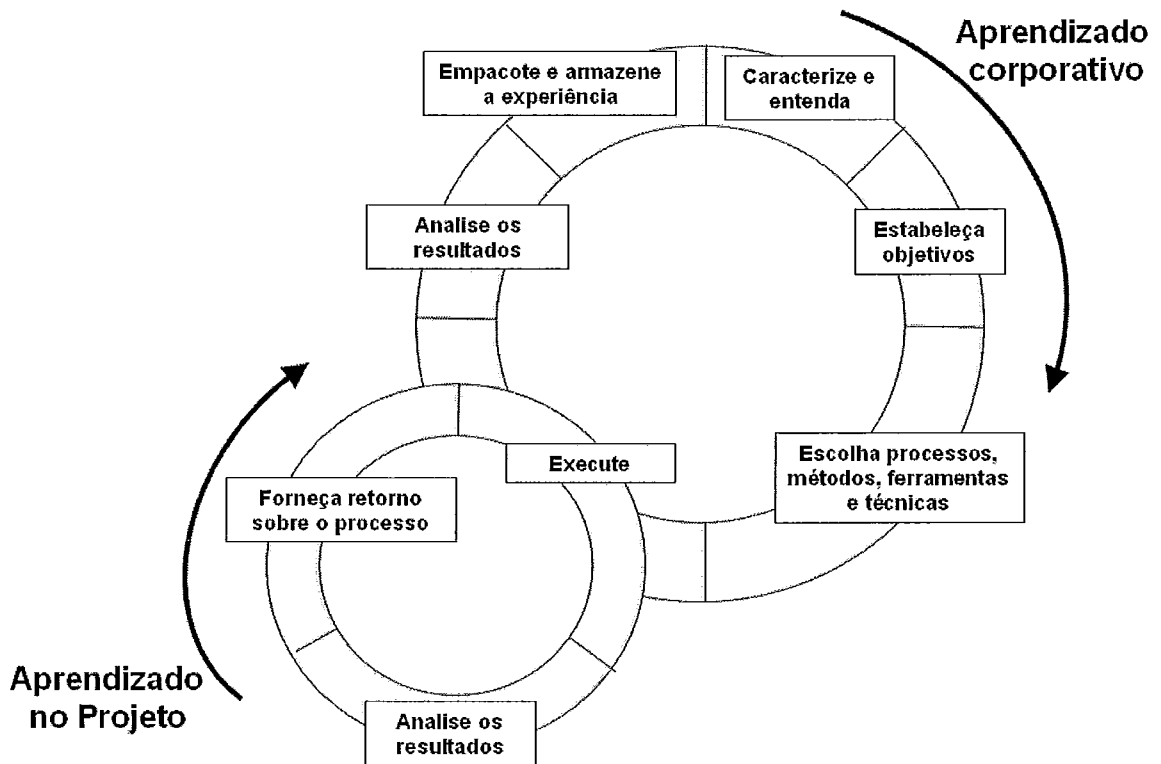 Aprendizado
corporativo
Empacote e armazene
a experiência
Caracterize e
entenda
Analise os
resultados
Estabeleça
objetivos
Escolha processos,
métodos, ferramentas
e técnicas
Execute
Forneça retorno
sobre o processo
Aprendizado
no Projeto
Analise os
resultados